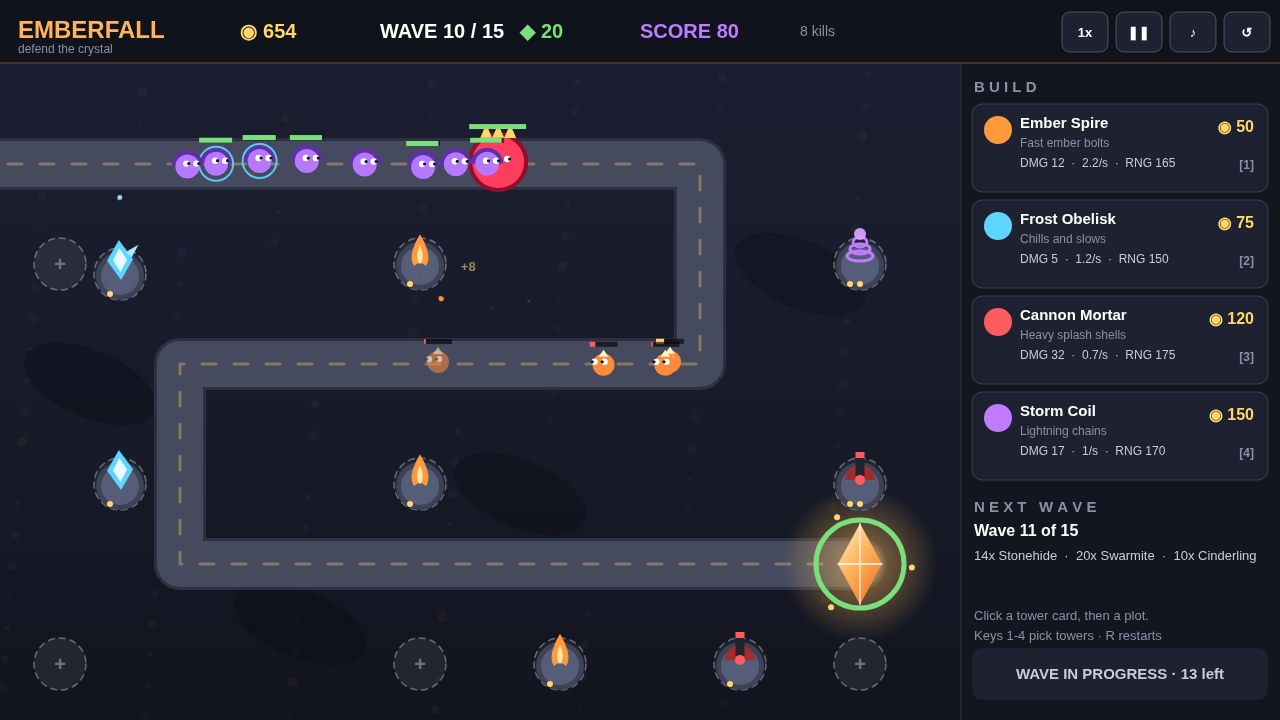 EMBERFALL
defend the crystal
◉ 654
WAVE 10 / 15 ◆ 20
SCORE 80
8 kills
1x
❚❚
♪
↺
BUILD
Ember Spire ◉ 50
Fast ember bolts
DMG 12 · 2.2/s · RNG 165 [1]
Frost Obelisk ◉ 75
Chills and slows
DMG 5 · 1.2/s · RNG 150 [2]
Cannon Mortar ◉ 120
Heavy splash shells
DMG 32 · 0.7/s · RNG 175 [3]
Storm Coil ◉ 150
Lightning chains
DMG 17 · 1/s · RNG 170 [4]
NEXT WAVE
Wave 11 of 15
14x Stonehide · 20x Swarmite · 10x Cinderling
Click a tower card, then a plot.
Keys 1-4 pick towers · R restarts
WAVE IN PROGRESS · 13 left
+
+8
+
+
+